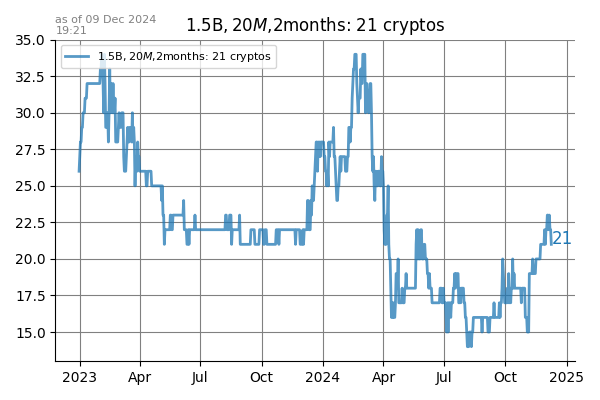 as of 09 Dec 2024
19:21
1.5B, 20M,2months: 21 cryptos
1.5B, 20M,2months: 21 cryptos
35.0
32.5
30.0
27.5
25.0
22.5
20.0
17.5
15.0
21
2023 Apr Jul Oct 2024 Apr Jul Oct 2025